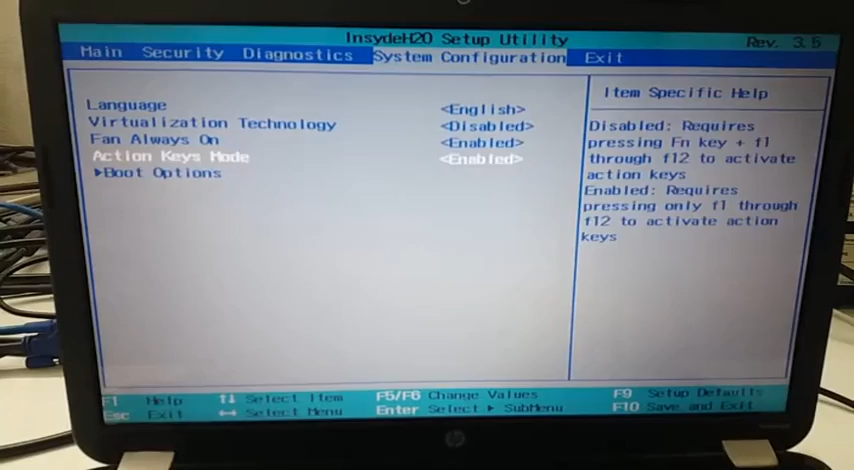 InsydeH20 Setup Utility Rev. 3.5
Main Security Diagnostics System Configuration Exit
Language <English>
Virtualization Technology <Disabled>
Fan Always On <Enabled>
Action Keys Mode <Enabled>
▶Boot Options
Item Specific Help
Disabled: Requires
pressing Fn key + f1
through f12 to activate
action keys
Enabled: Requires
pressing only f1 through
f12 to activate action
keys
F1 Help ↑↓ Select Item F5/F6 Change Values F9 Setup Defaults
Esc Exit ↔ Select Menu Enter Select ▶ SubMenu F10 Save and Exit
hp